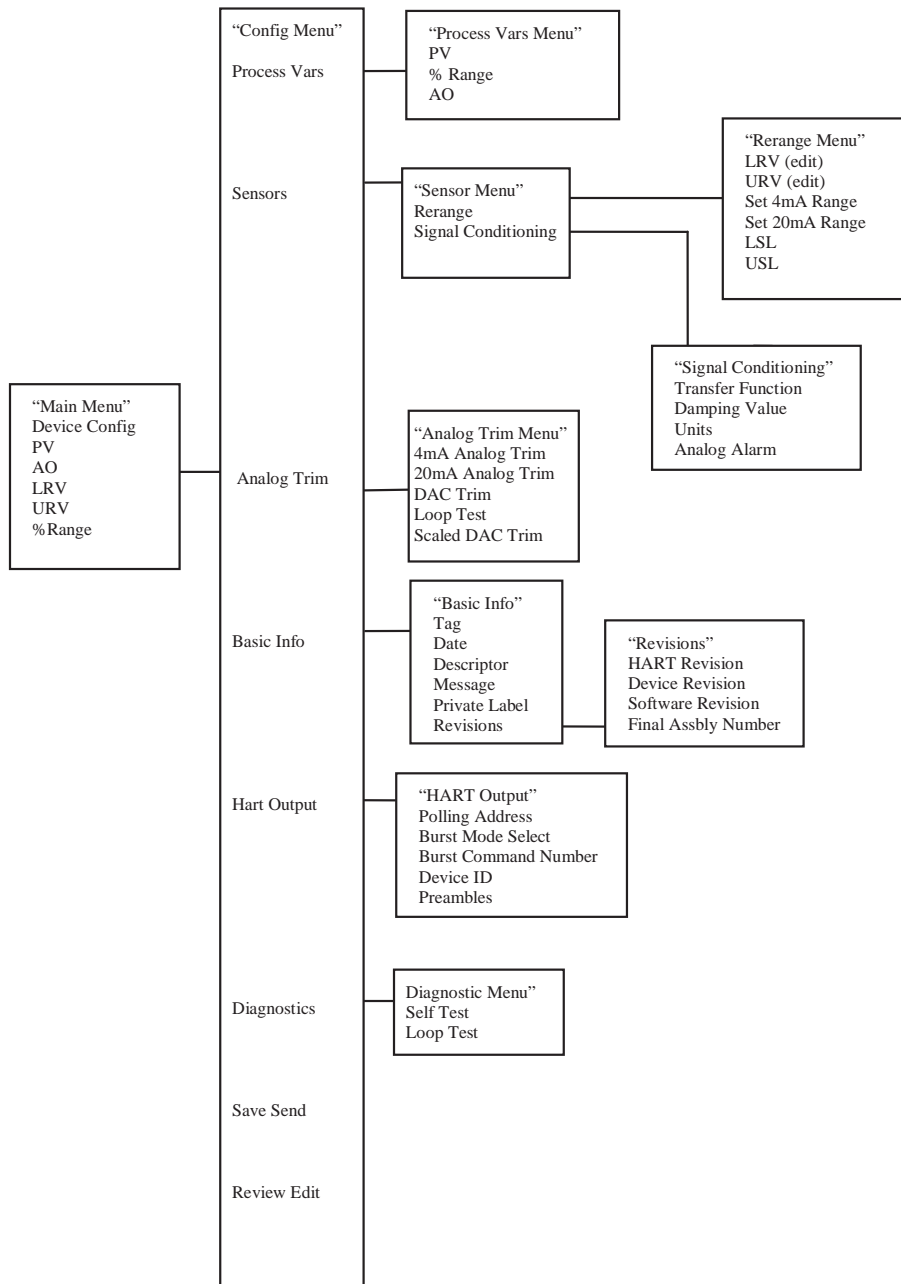 “Main Menu”
Device Config
PV
AO
LRV
URV
%Range
“Config Menu”
Process Vars
Sensors
Analog Trim
Basic Info
Hart Output
Diagnostics
Save Send
Review Edit
“Process Vars Menu”
PV
% Range
AO
“Sensor Menu”
Rerange
Signal Conditioning
“Rerange Menu”
LRV (edit)
URV (edit)
Set 4mA Range
Set 20mA Range
LSL
USL
“Signal Conditioning”
Transfer Function
Damping Value
Units
Analog Alarm
“Analog Trim Menu”
4mA Analog Trim
20mA Analog Trim
DAC Trim
Loop Test
Scaled DAC Trim
“Basic Info”
Tag
Date
Descriptor
Message
Private Label
Revisions
“Revisions”
HART Revision
Device Revision
Software Revision
Final Assbly Number
“HART Output”
Polling Address
Burst Mode Select
Burst Command Number
Device ID
Preambles
Diagnostic Menu”
Self Test
Loop Test